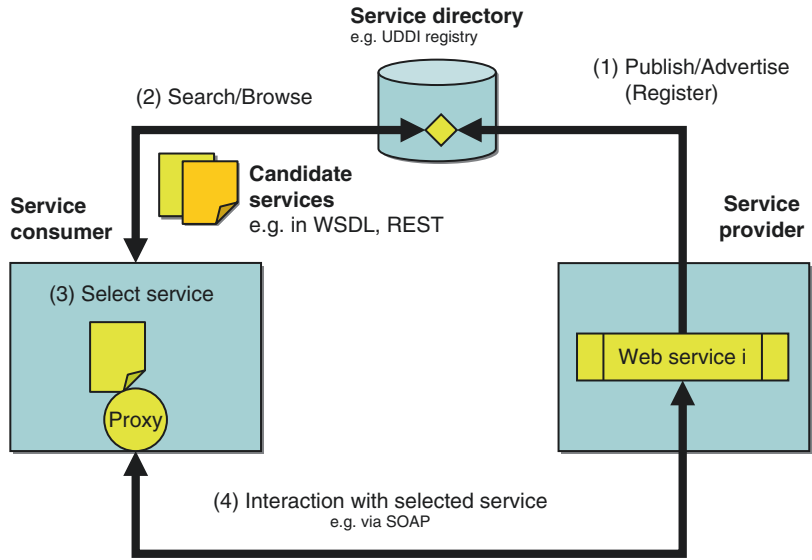 Service directory
e.g. UDDI registry
(1) Publish/Advertise
(Register)
(2) Search/Browse
Candidate
services
e.g. in WSDL, REST
Service
consumer
Service
provider
(3) Select service
Proxy
Web service i
(4) Interaction with selected service
e.g. via SOAP